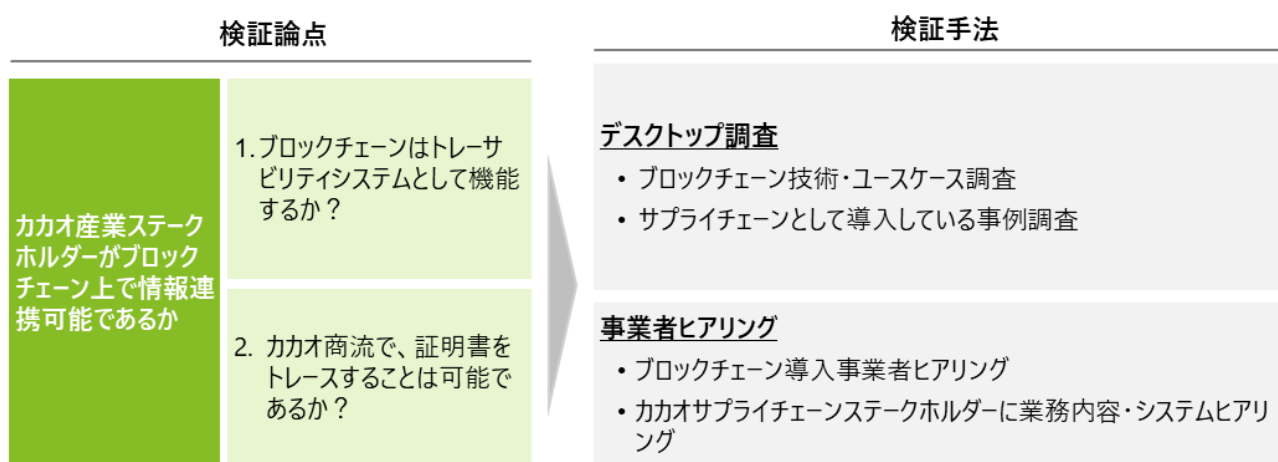 検証論点
検証手法
カカオ産業ステーク
ホルダーがブロック
チェーン上で情報連
携可能であるか
1. ブロックチェーンはトレーサ
ビリティシステムとして機能
するか？
2. カカオ商流で、証明書を
トレースすることは可能で
あるか？
デスクトップ調査
• ブロックチェーン技術・ユースケース調査
• サプライチェーンとして導入している事例調査
事業者ヒアリング
• ブロックチェーン導入事業者ヒアリング
• カカオサプライチェーンステークホルダーに業務内容・システムヒアリ
ング